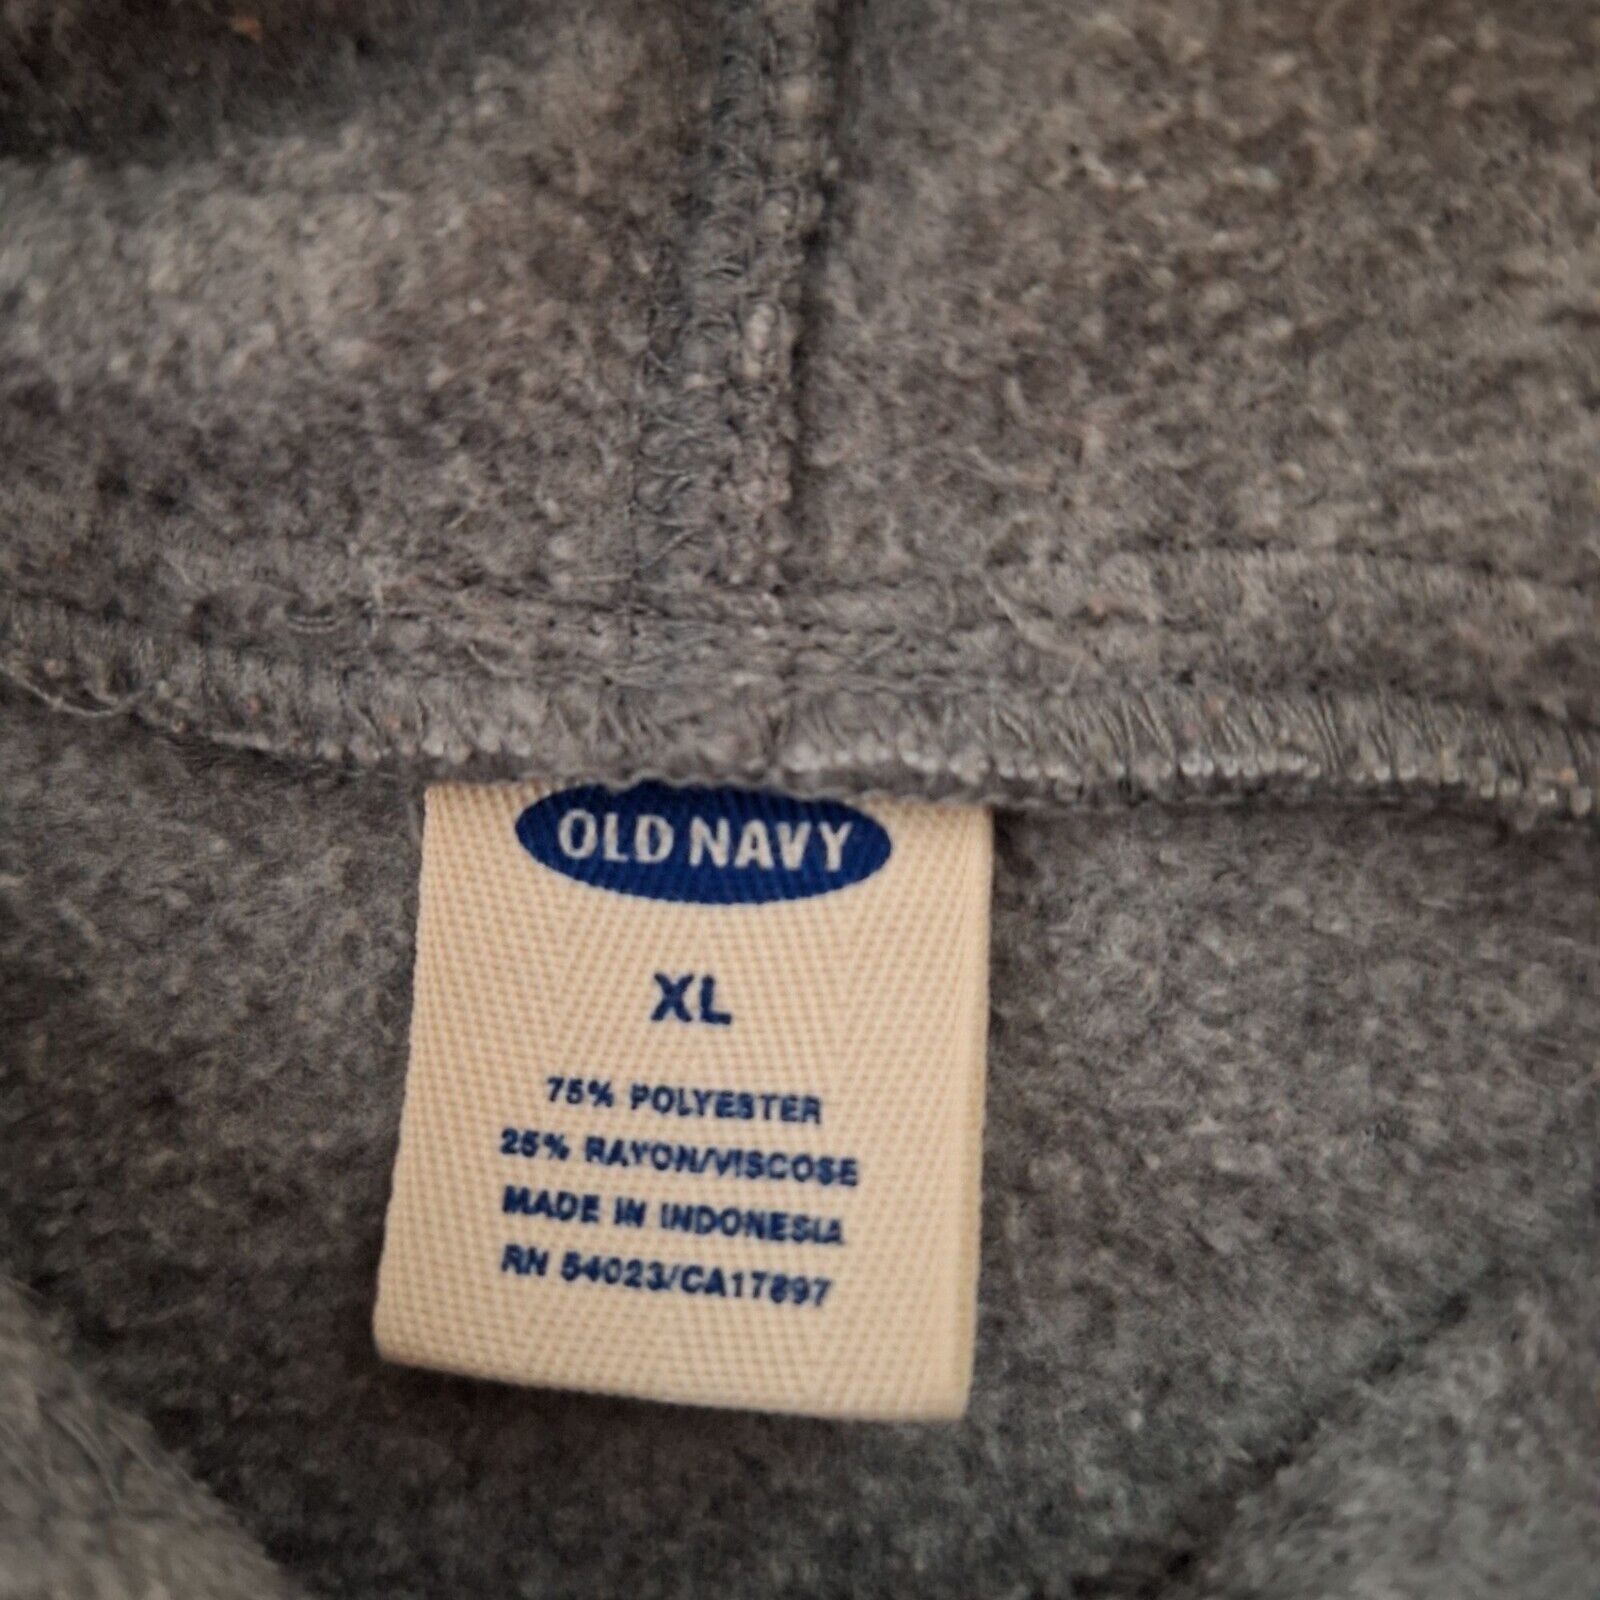 OLD NAVY
XL
75% POLYESTER
25% RAYON/VISCOSE
MADE IN INDONESIA
RN 54023/CA17897